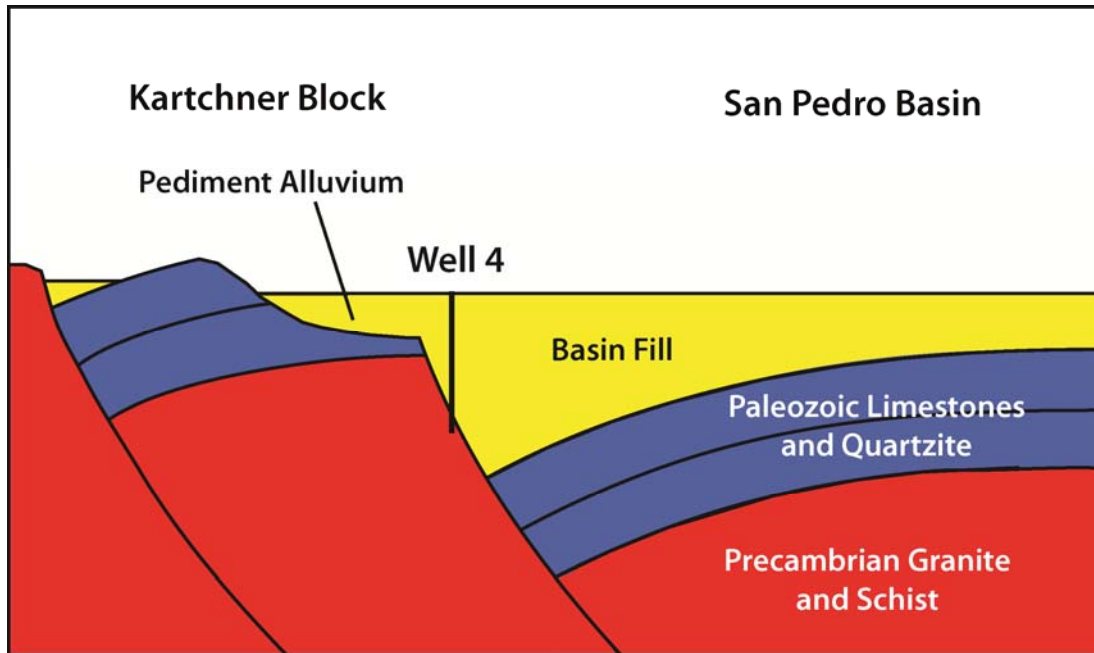 Kartchner Block
San Pedro Basin
Pediment Alluvium
Well 4
Basin Fill
Paleozoic Limestones
and Quartzite
Precambrian Granite
and Schist